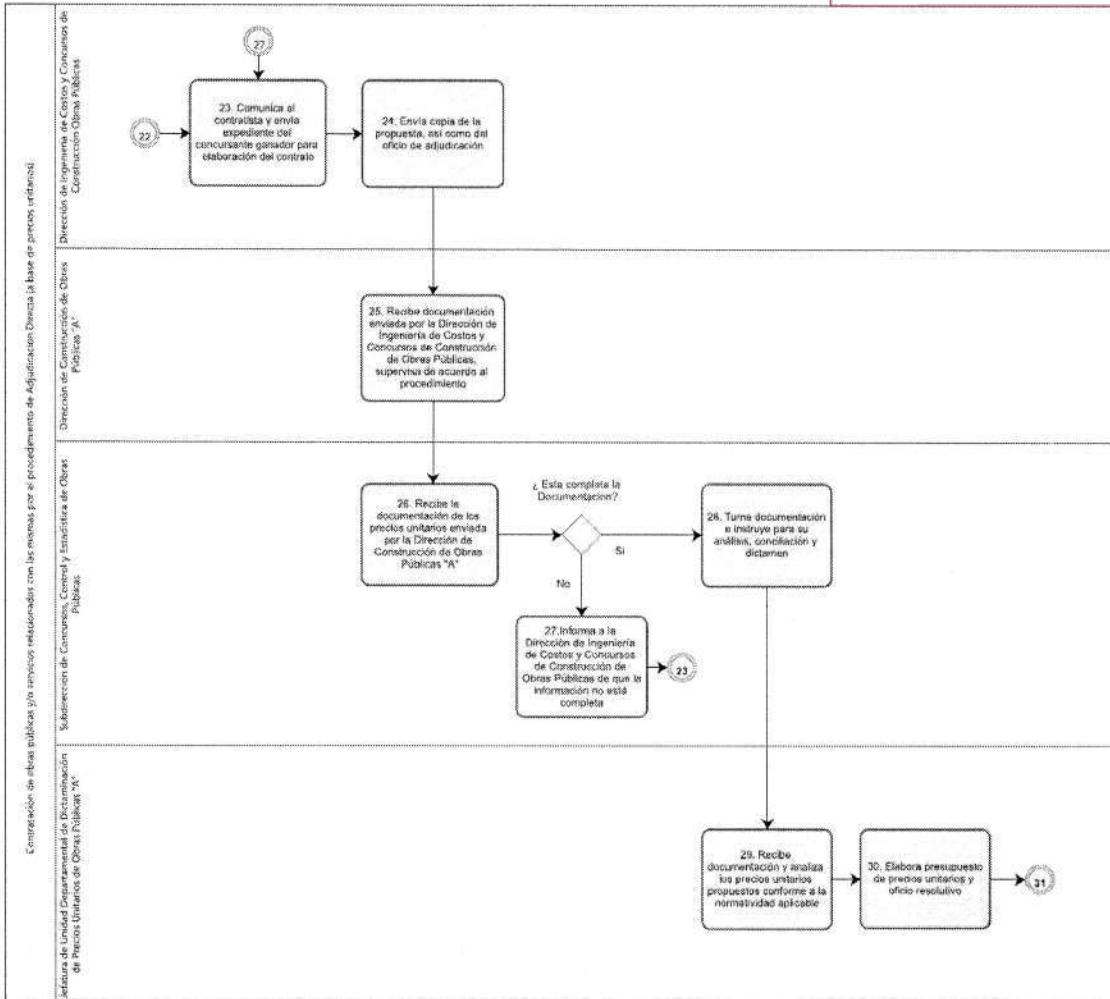 Contratación de obras públicas y/o servicios relacionados con las mismas por el procedimiento de Adjudicación Directa (a base de precios unitarios)
Dirección de Ingeniería de Costos y Concursos de
Construcción Obras Públicas
27
22
23. Comunica al
contratista y envía
expediente del
concursante ganador para
elaboración del contrato
24. Envía copia de la
propuesta, así como del
oficio de adjudicación
Dirección de Construcción de Obras
Públicas "A"
25. Recibe documentación
enviada por la Dirección de
Ingeniería de Costos y
Concursos de Construcción
de Obras Públicas,
supervisa de acuerdo al
procedimiento
Subdirección de Concursos, Control y Estadística de Obras
Públicas
26. Recibe la
documentación de los
precios unitarios enviada
por la Dirección de
Construcción de Obras
Públicas "A"
¿ Esta completa la
Documentacion?
Si
No
28. Turna documentación
e instruye para su
análisis, conciliación y
dictamen
27.Informa a la
Dirección de Ingeniería
de Costos y Concursos
de Construcción de
Obras Públicas de que la
información no está
completa
23
Jefatura de Unidad Departamental de Dictaminación
de Precios Unitarios de Obras Públicas "A"
29. Recibe
documentación y analiza
los precios unitarios
propuestos conforme a la
normatividad aplicable
30. Elabora presupuesto
de precios unitarios y
oficio resolutivo
31